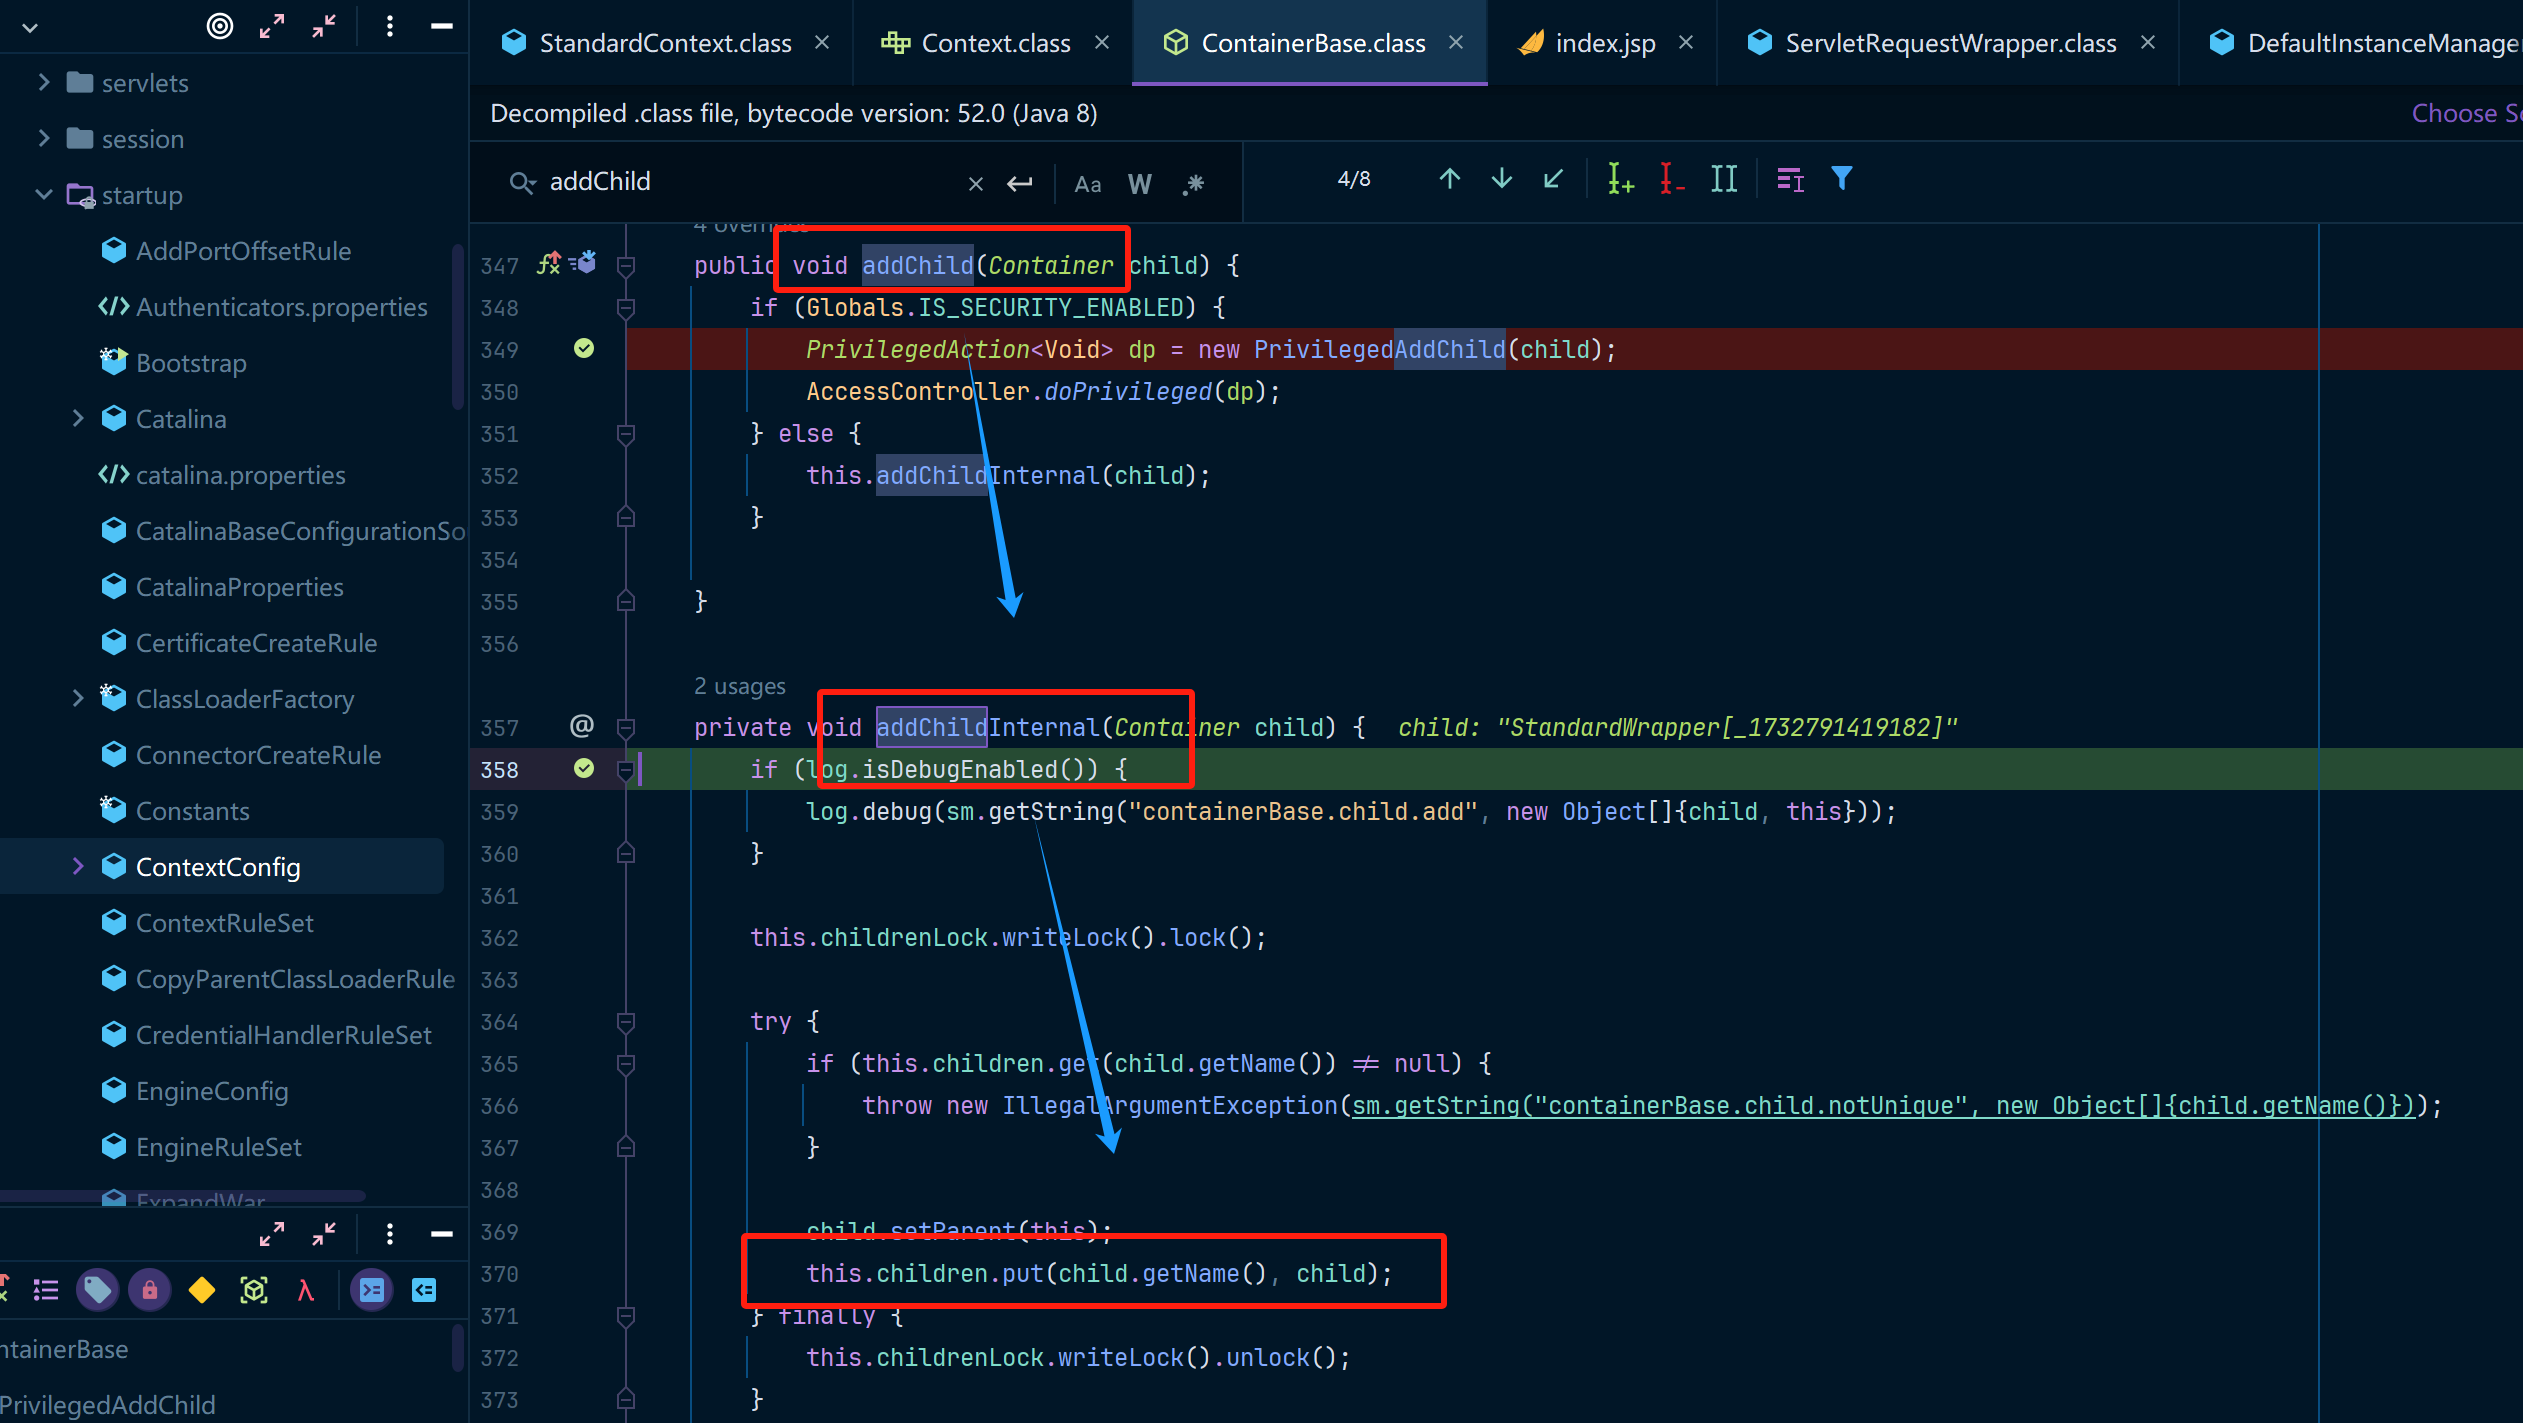 servlets
session
startup
AddPortOffsetRule
Authenticators.properties
Bootstrap
Catalina
catalina.properties
CatalinaBaseConfigurationSo
CatalinaProperties
CertificateCreateRule
ClassLoaderFactory
ConnectorCreateRule
Constants
ContextConfig
ContextRuleSet
CopyParentClassLoaderRule
CredentialHandlerRuleSet
EngineConfig
EngineRuleSet
ExpandWar
ntainerBase
PrivilegedAddChild
StandardContext.class
Context.class
ContainerBase.class
index.jsp
ServletRequestWrapper.class
DefaultInstanceManage
Decompiled .class file, bytecode version: 52.0 (Java 8)
Choose So
addChild
Aa W .*
4/8
4 overrides
347 public void addChild(Container child) {
348 if (Globals.IS_SECURITY_ENABLED) {
349 PrivilegedAction<Void> dp = new PrivilegedAddChild(child);
350 AccessController.doPrivileged(dp);
351 } else {
352 this.addChildInternal(child);
353 }
354
355 }
356
2 usages
357 @ private void addChildInternal(Container child) { child: "StandardWrapper[_1732791419182]"
358 if (log.isDebugEnabled()) {
359 log.debug(sm.getString("containerBase.child.add", new Object[]{child, this}));
360 }
361
362 this.childrenLock.writeLock().lock();
363
364 try {
365 if (this.children.get(child.getName()) ≠ null) {
366 throw new IllegalArgumentException(sm.getString("containerBase.child.notUnique", new Object[]{child.getName()}));
367 }
368
369 child.setParent(this);
370 this.children.put(child.getName(), child);
371 } finally {
372 this.childrenLock.writeLock().unlock();
373 }